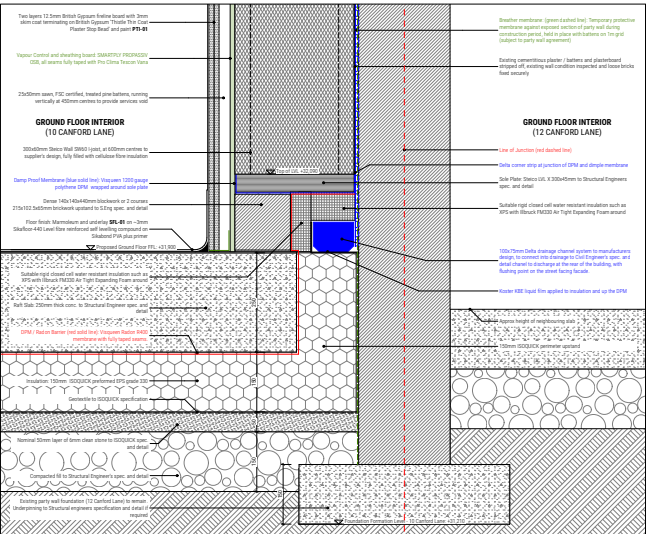 Two layers 12.5mm British Gypsum fireline board with 3mm
skim coat terminating on British Gypsum 'Thistle Thin Coat
Plaster Stop Bead' and paint PTI-01
Vapour Control and sheathing board: SMARTPLY PROPASSIV
OSB, all seams fully taped with Pro Clima Tescon Vana
25x50mm sawn, FSC certified, treated pine battens, running
vertically at 450mm centres to provide services void
GROUND FLOOR INTERIOR
(10 CANFORD LANE)
300x60mm Steico Wall SW60 I-joist, at 600mm centres to
supplier's design, fully filled with cellulose fibre insulation
Damp Proof Membrane (blue solid line): Visqueen 1200 gauge
polythene DPM wrapped around sole plate
Dense 140x140x440mm blockwork or 2 courses
215x102.5x65mm brickwork upstand to S.Eng spec. and detail
Floor finish: Marmoleum and underlay SFL-01 on ~3mm
Sikafloor-440 Level fibre reinforced self levelling compound on
Sikabond PVA plus primer
Proposed Ground Floor FFL: +31,900
Top of LVL +32,090
Suitable rigid closed cell water resistant insulation such as
XPS with Illbruck FM330 Air Tight Expanding Foam around
Raft Slab: 250mm thick conc. to Structural Engineer spec. and
detail
DPM / Radon Barrier (red solid line): Visqueen Radon X400
membrane with fully taped seams.
Insulation: 150mm ISOQUICK preformed EPS grade 330
Geotextile to ISOQUICK specification
Nominal 50mm layer of 6mm clean stone to ISOQUICK spec.
and detail
Compacted fill to Structural Engineer's spec. and detail
Existing party wall foundation (12 Canford Lane) to remain.
Underpinning to Structural engineers specification and detail if
required
250
150
150
Foundation Formation Level - 10 Canford Lane: +31,210
Breather membrane (green dashed line): Temporary protective
membrane against exposed section of party wall during
construction period, held in place with battens on 1m grid
(subject to party wall agreement)
Existing cementitious plaster / battens and plasterboard
stripped off, existing wall condition inspected and loose bricks
fixed securely
GROUND FLOOR INTERIOR
(12 CANFORD LANE)
Line of Junction (red dashed line)
Delta corner strip at junction of DPM and dimple membrane
Sole Plate: Steico LVL X 300x45mm to Structural Engineers
spec. and detail
Suitable rigid closed cell water resistant insulation such as
XPS with Illbruck FM330 Air Tight Expanding Foam around
100x75mm Delta drainage channel system to manufacturers
design, to connect into drainage to Civil Engineer's spec. and
detail channel to discharge at the rear of the building, with
flushing point on the street facing facade.
Koster KBE liquid film applied to insulation and up the DPM
Approx height of neighbouring slab
150mm ISOQUICK perimeter upstand